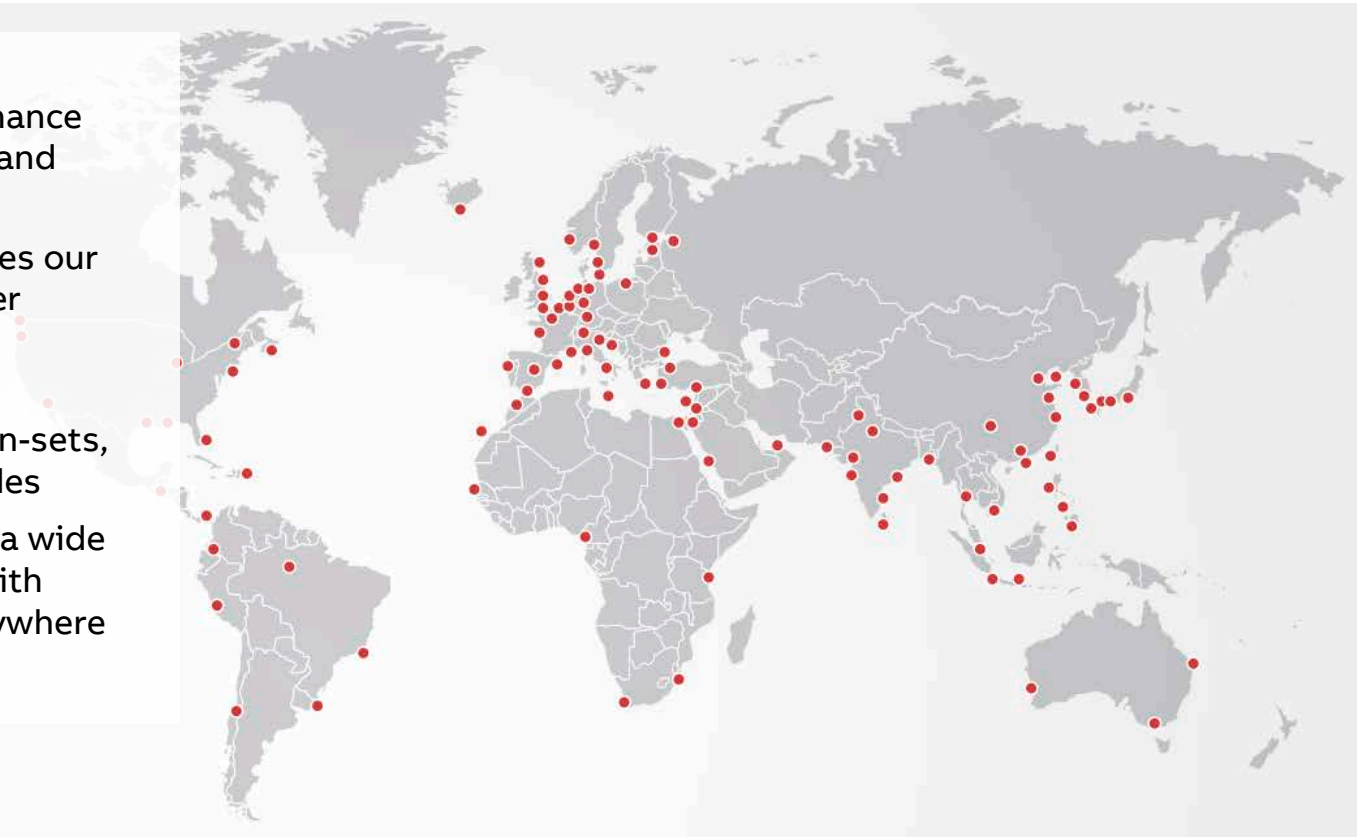 nance
and
es our
er
n-sets,
les
a wide
ith
ywhere